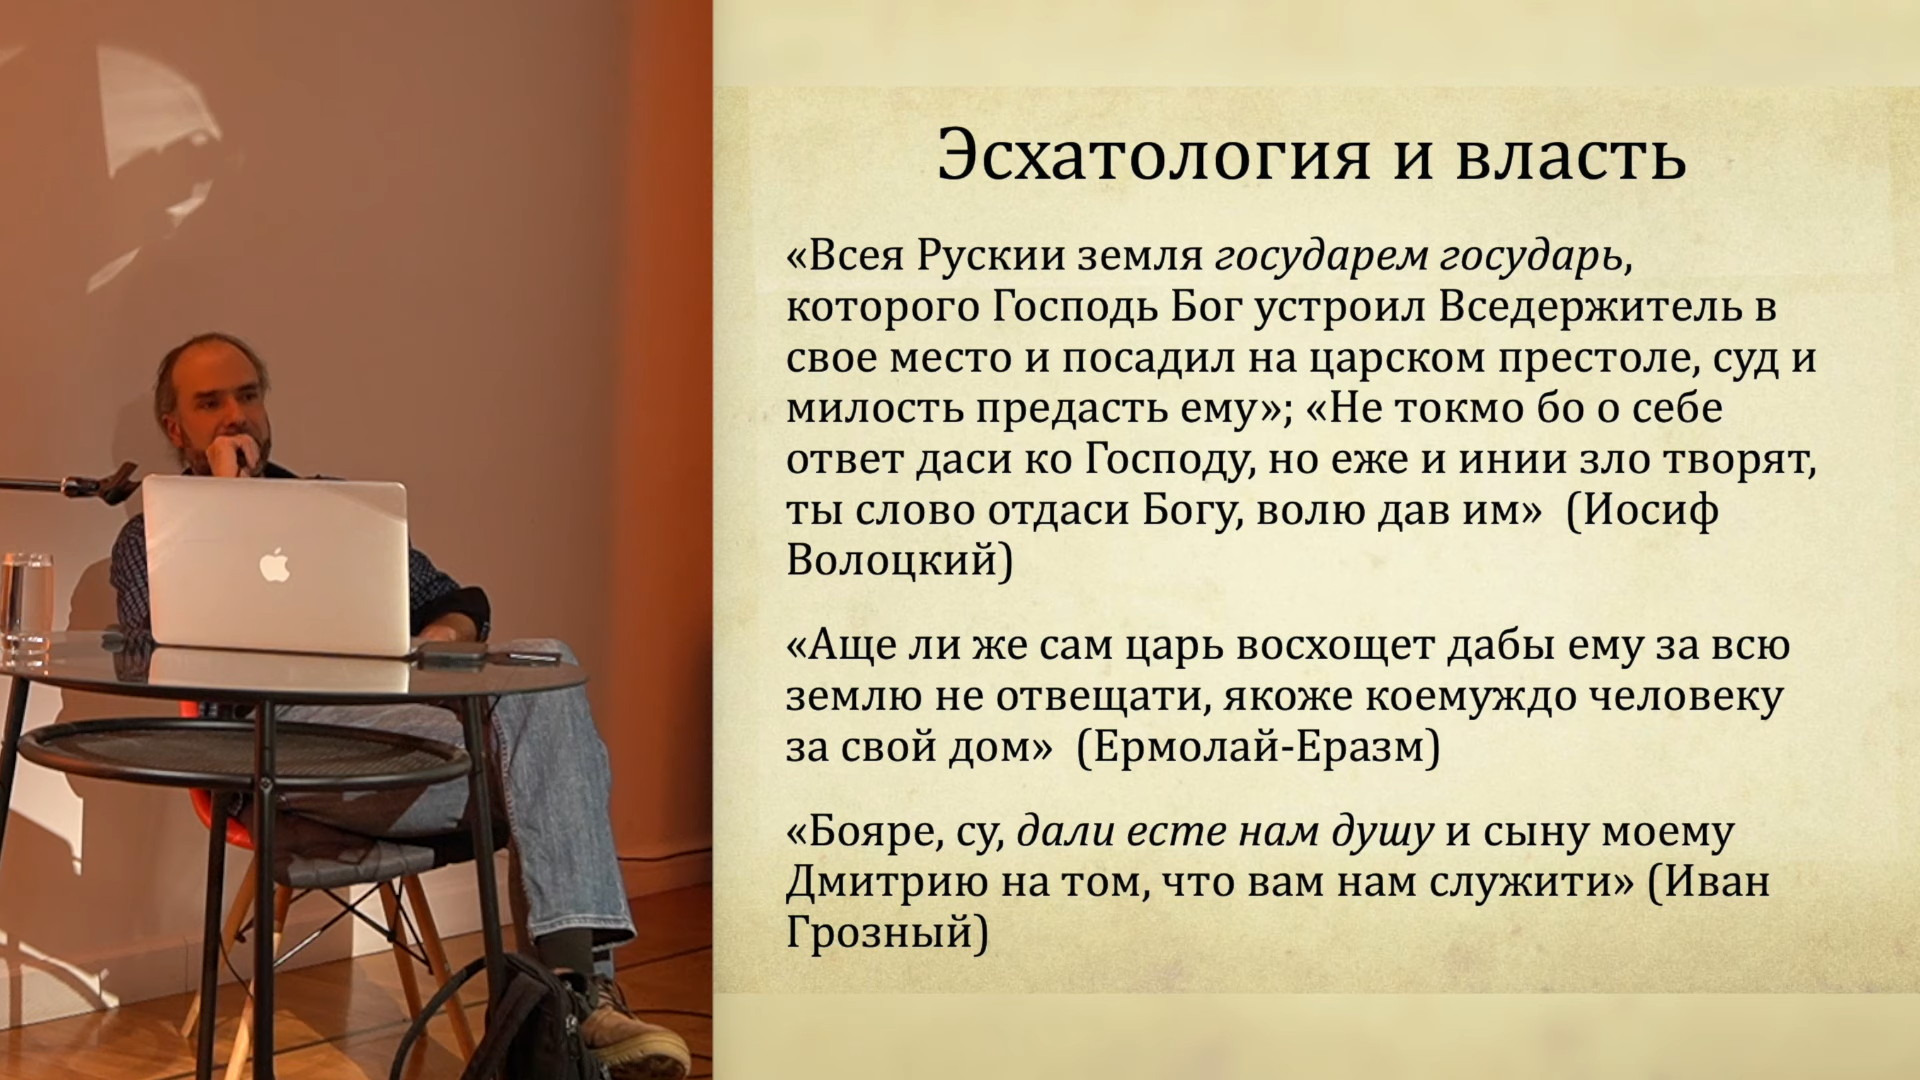 Эсхатология и власть
«Всея Рускии земля государем государь,
которого Господь Бог устроил Вседержитель в
свое место и посадил на царском престоле, суд и
милость предасть ему»; «Не токмо бо о себе
ответ даси ко Господу, но еже и инии зло творят,
ты слово отдаси Богу, волю дав им» (Иосиф
Волоцкий)
«Аще ли же сам царь восхощет дабы ему за всю
землю не отвещати, якоже коемуждо человеку
за свой дом» (Ермолай-Еразм)
«Бояре, су, дали есте нам душу и сыну моему
Дмитрию на том, что вам нам служити» (Иван
Грозный)